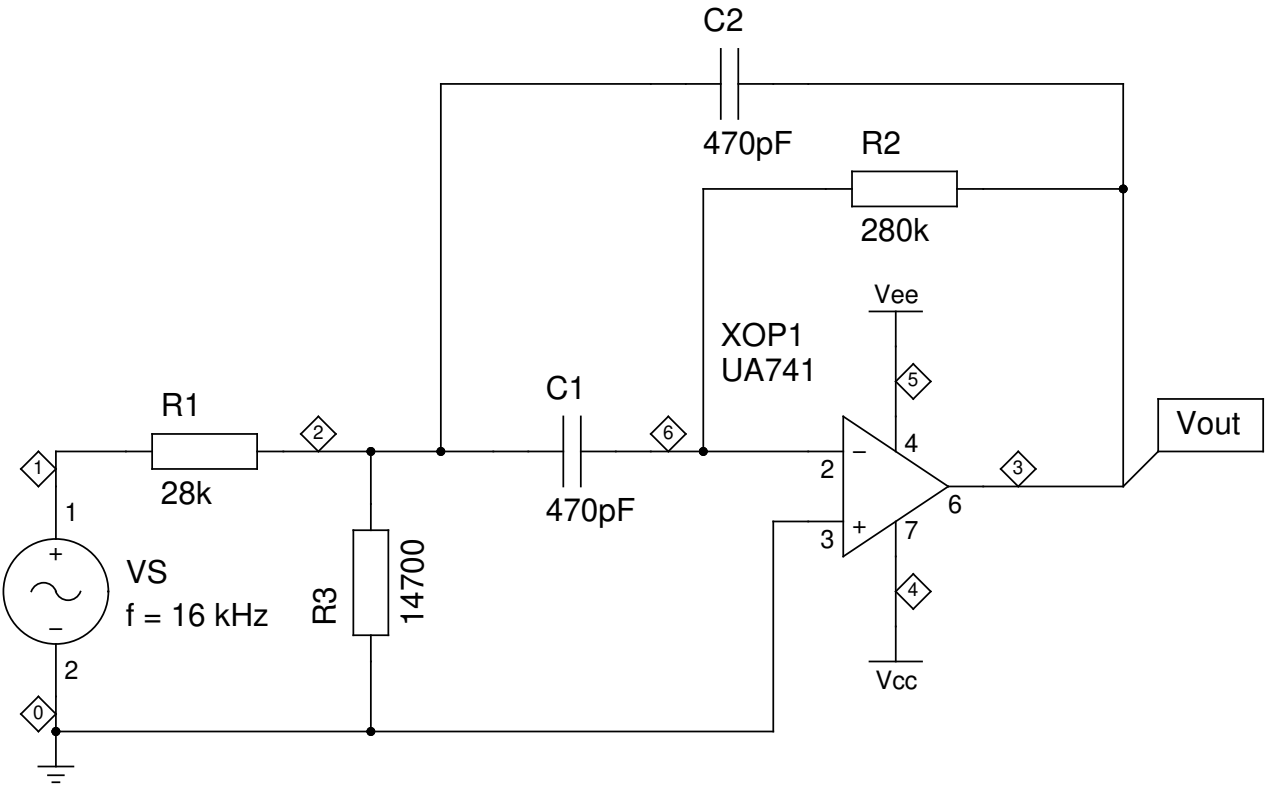 C2
470pF
R2
280k
Vee
XOP1
UA741
5
C1
R1
2
6
4
Vout
1
28k
470pF
2
3
6
1
3
7
+
VS
f = 16 kHz
R3
14700
4
2
Vcc
0